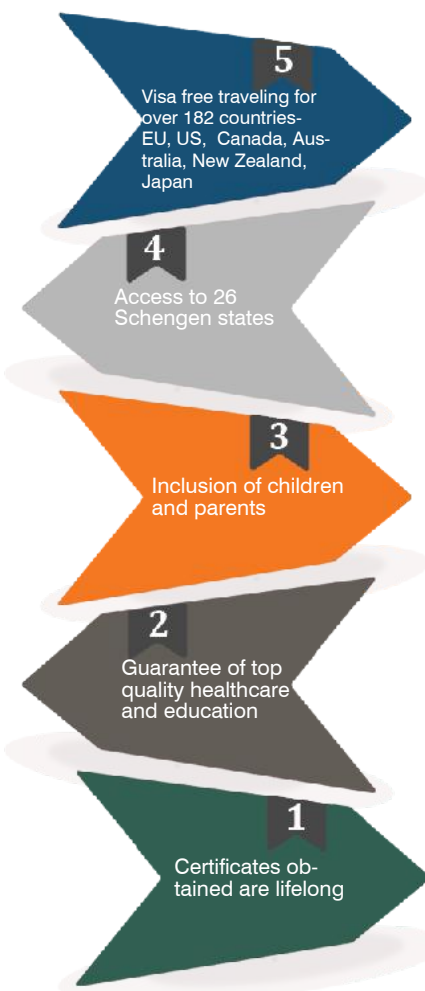 5
Visa free traveling for
over 182 countries-
EU, US, Canada, Aus-
tralia, New Zealand,
Japan
4
Access to 26
Schengen states
3
Inclusion of children
and parents
2
Guarantee of top
quality healthcare
and education
1
Certificates ob-
tained are lifelong